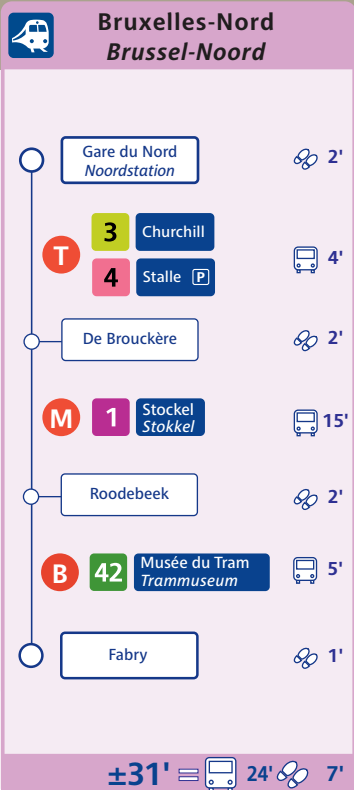 Bruxelles-Nord
Brussel-Noord
Gare du Nord
Noordstation
2'
T
3 Churchill
4 Stalle P
4'
De Brouckère
2'
M 1 Stockel
Stokkel
15'
Roodebeek
2'
B 42 Musée du Tram
Trammuseum
5'
Fabry
1'
±31' = 24' 7'